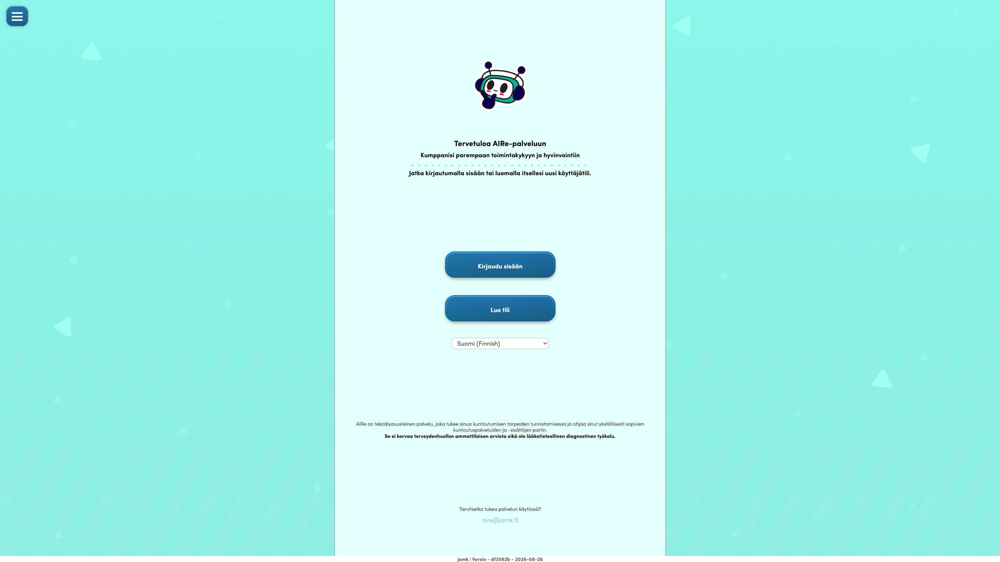 Tervetuloa AIRe-palveluun
Kumppanisi parempaan toimintakykyyn ja hyvinvointiin
Jatka kirjautumalla sisään tai luomalla itsellesi uusi käyttäjätili.
Kirjaudu sisään
Luo tili
Suomi (Finnish)
AIRe on tekoälyavusteinen palvelu, joka tukee sinua kuntoutumisen tarpeiden tunnistamisessa ja ohjaa sinut yksilöllisesti sopivien
kuntoutuspalveluiden ja -sisältöjen pariin.
Se ei korvaa terveydenhuollon ammattilaisen arviota eikä ole lääketieteellinen diagnostinen työkalu.
Tarvitsetko tukea palvelun käytössä?
aire@jamk.fi
jamk | Versio - df3582b - 2026-08-26